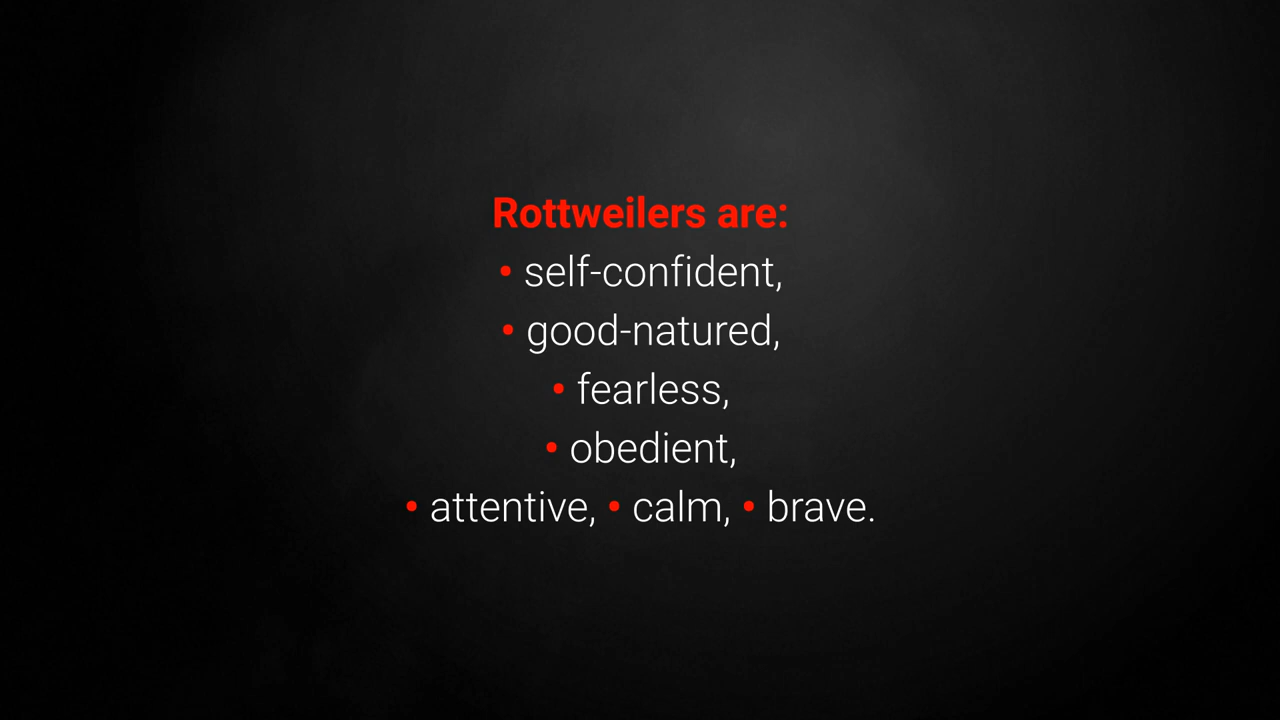 Rottweilers are:
• self-confident,
• good-natured,
• fearless,
• obedient,
• attentive, • calm, • brave.